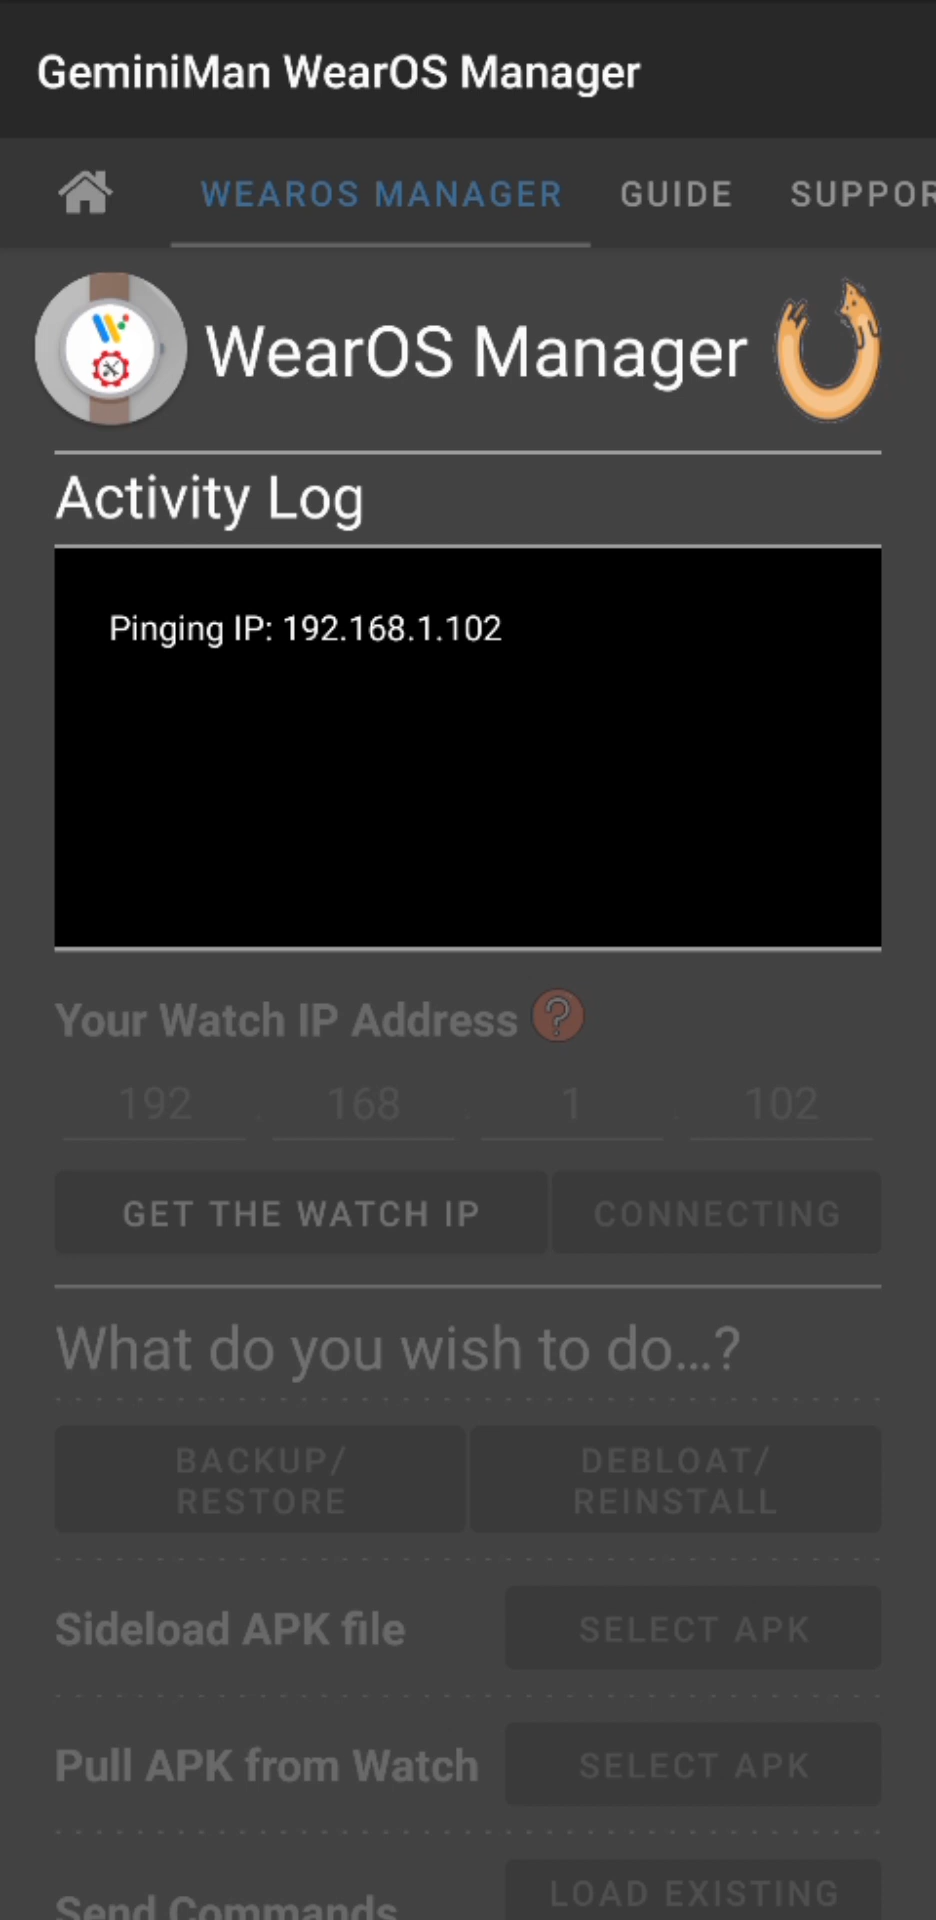 GeminiMan WearOS Manager
WEAROS MANAGER GUIDE SUPPOR
WearOS Manager
Activity Log
Pinging IP: 192.168.1.102
Your Watch IP Address ?
192 . 168 . 1 . 102
GET THE WATCH IP CONNECTING
What do you wish to do...?
BACKUP/
RESTORE
DEBLOAT/
REINSTALL
Sideload APK file SELECT APK
Pull APK from Watch SELECT APK
Send Commands LOAD EXISTING